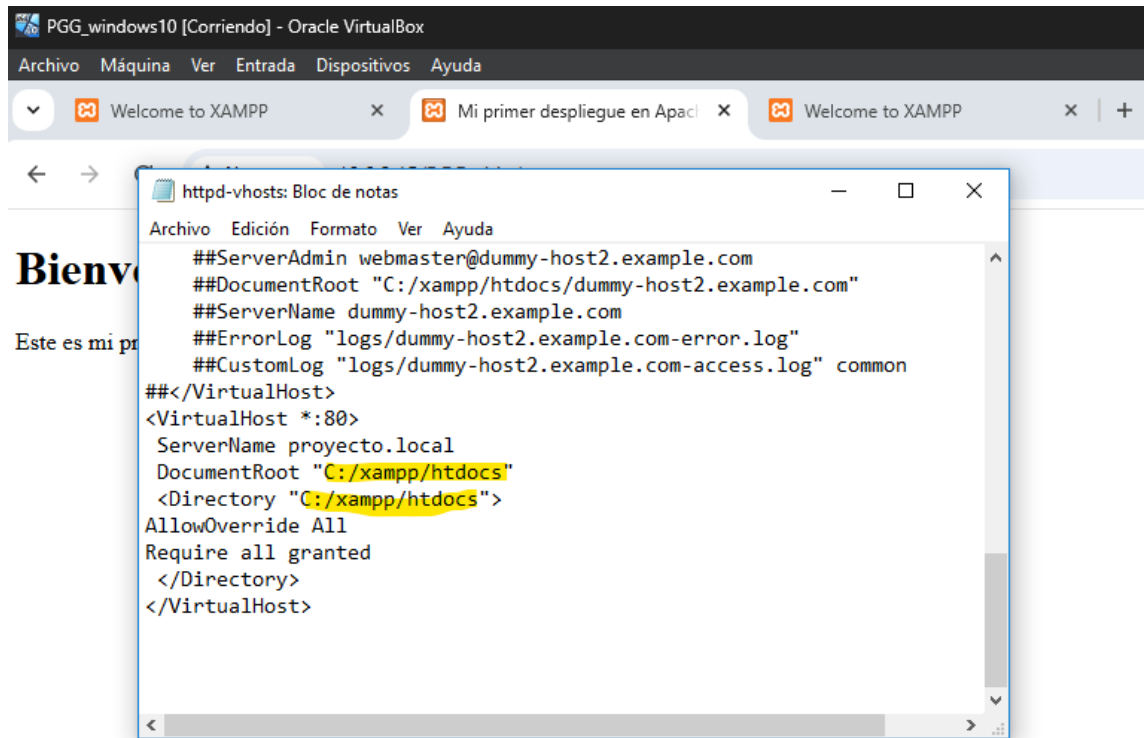 PGG_windows10 [Corriendo] - Oracle VirtualBox
Archivo Máquina Ver Entrada Dispositivos Ayuda
Welcome to XAMPP
Mi primer despliegue en Apac
Welcome to XAMPP
httpd-vhosts: Bloc de notas
Archivo Edición Formato Ver Ayuda
##ServerAdmin webmaster@dummy-host2.example.com
##DocumentRoot "C:/xampp/htdocs/dummy-host2.example.com"
##ServerName dummy-host2.example.com
##ErrorLog "logs/dummy-host2.example.com-error.log"
##CustomLog "logs/dummy-host2.example.com-access.log" common
##</VirtualHost>
<VirtualHost *:80>
ServerName proyecto.local
DocumentRoot "C:/xampp/htdocs"
<Directory "C:/xampp/htdocs">
AllowOverride All
Require all granted
</Directory>
</VirtualHost>
Bienv
Este es mi pr